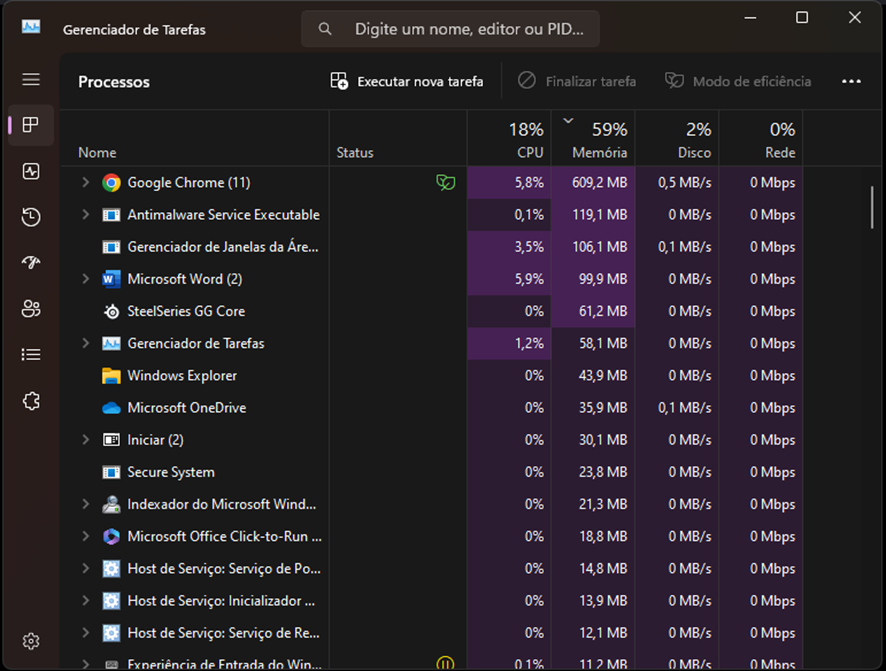 Gerenciador de Tarefas
Digite um nome, editor ou PID...
Processos
Executar nova tarefa
Finalizar tarefa
Modo de eficiência
18% 59% 2% 0%
Nome Status CPU Memória Disco Rede
Google Chrome (11) 5,8% 609,2 MB 0,5 MB/s 0 Mbps
Antimalware Service Executable 0,1% 119,1 MB 0 MB/s 0 Mbps
Gerenciador de Janelas da Áre... 3,5% 106,1 MB 0,1 MB/s 0 Mbps
Microsoft Word (2) 5,9% 99,9 MB 0 MB/s 0 Mbps
SteelSeries GG Core 0% 61,2 MB 0 MB/s 0 Mbps
Gerenciador de Tarefas 1,2% 58,1 MB 0 MB/s 0 Mbps
Windows Explorer 0% 43,9 MB 0 MB/s 0 Mbps
Microsoft OneDrive 0% 35,9 MB 0,1 MB/s 0 Mbps
Iniciar (2) 0% 30,1 MB 0 MB/s 0 Mbps
Secure System 0% 23,8 MB 0 MB/s 0 Mbps
Indexador do Microsoft Wind... 0% 21,3 MB 0 MB/s 0 Mbps
Microsoft Office Click-to-Run ... 0% 18,8 MB 0 MB/s 0 Mbps
Host de Serviço: Serviço de Po... 0% 14,8 MB 0 MB/s 0 Mbps
Host de Serviço: Inicializador ... 0% 13,9 MB 0 MB/s 0 Mbps
Host de Serviço: Serviço de Re... 0% 12,1 MB 0 MB/s 0 Mbps
Experiência de Entrada do Win... 0,1% 11,2 MB 0 MB/s 0 Mbps